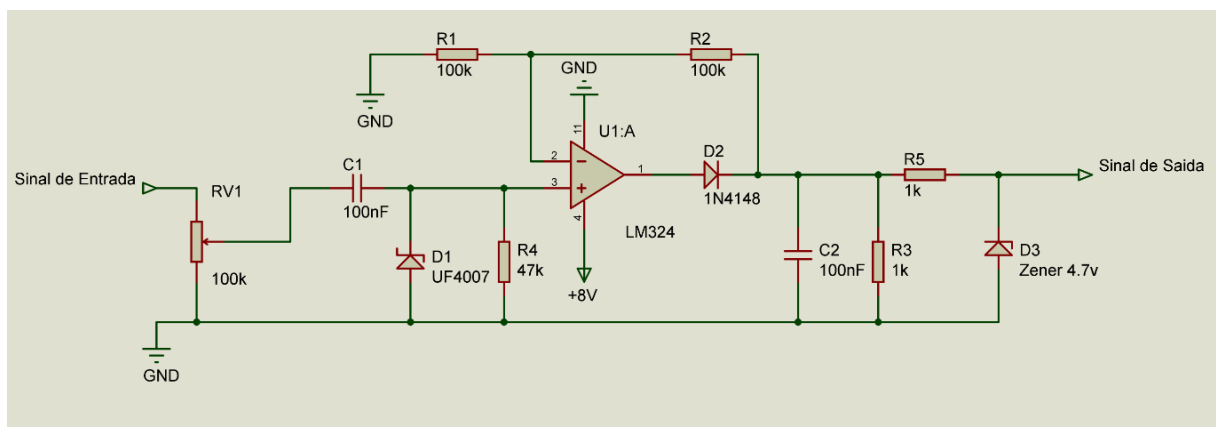 R1
100k
GND
R2
100k
GND
11
U1:A
2
3
1
4
LM324
+8V
D2
1N4148
Sinal de Entrada
RV1
100k
C1
100nF
D1
UF4007
R4
47k
C2
100nF
R3
1k
R5
1k
D3
Zener 4.7v
Sinal de Saida
GND